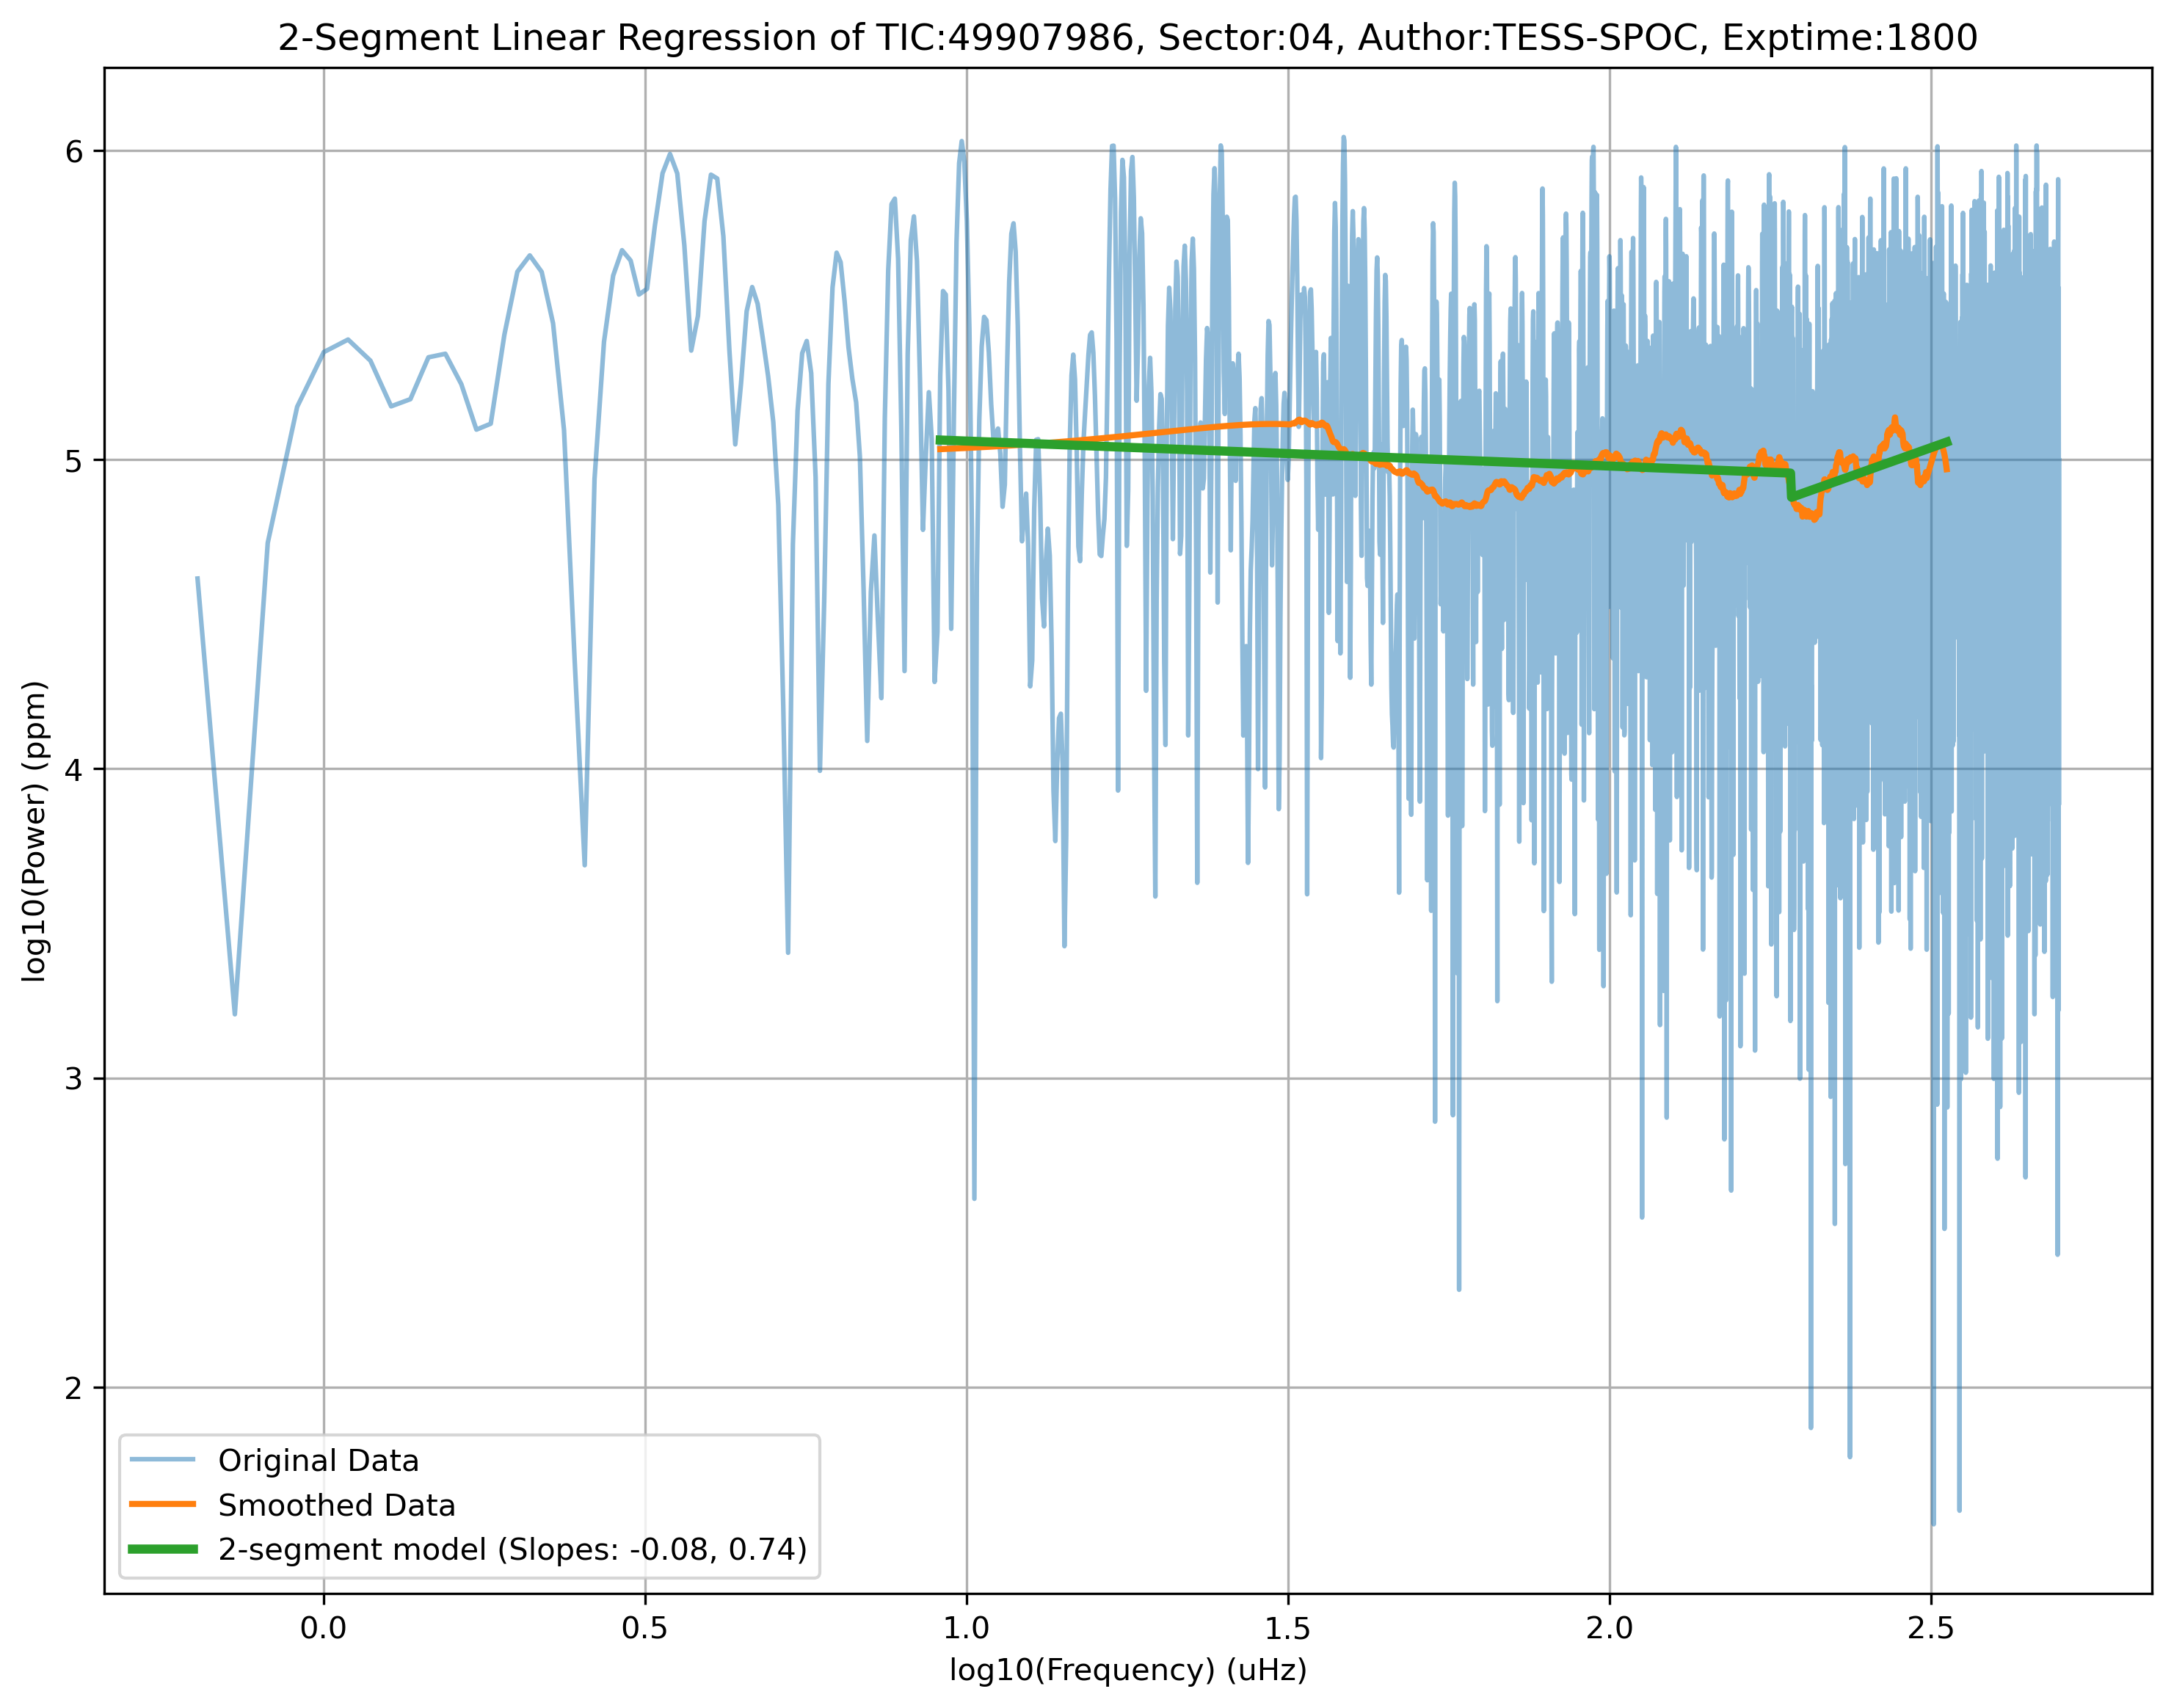 2-Segment Linear Regression of TIC:49907986, Sector:04, Author:TESS-SPOC, Exptime:1800
log10(Power) (ppm)
6
5
4
3
2
Original Data
Smoothed Data
2-segment model (Slopes: -0.08, 0.74)
0.0 0.5 1.0 1.5 2.0 2.5
log10(Frequency) (uHz)